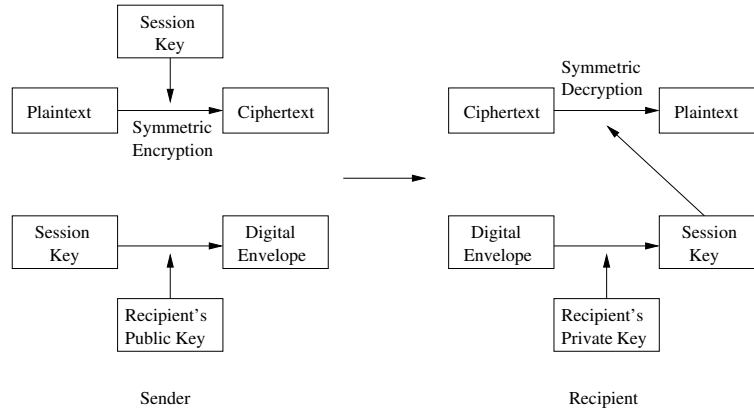 Session
Key
Plaintext
Ciphertext
Symmetric
Encryption
Session
Key
Digital
Envelope
Recipient's
Public Key
Sender
Symmetric
Decryption
Ciphertext
Plaintext
Digital
Envelope
Session
Key
Recipient's
Private Key
Recipient